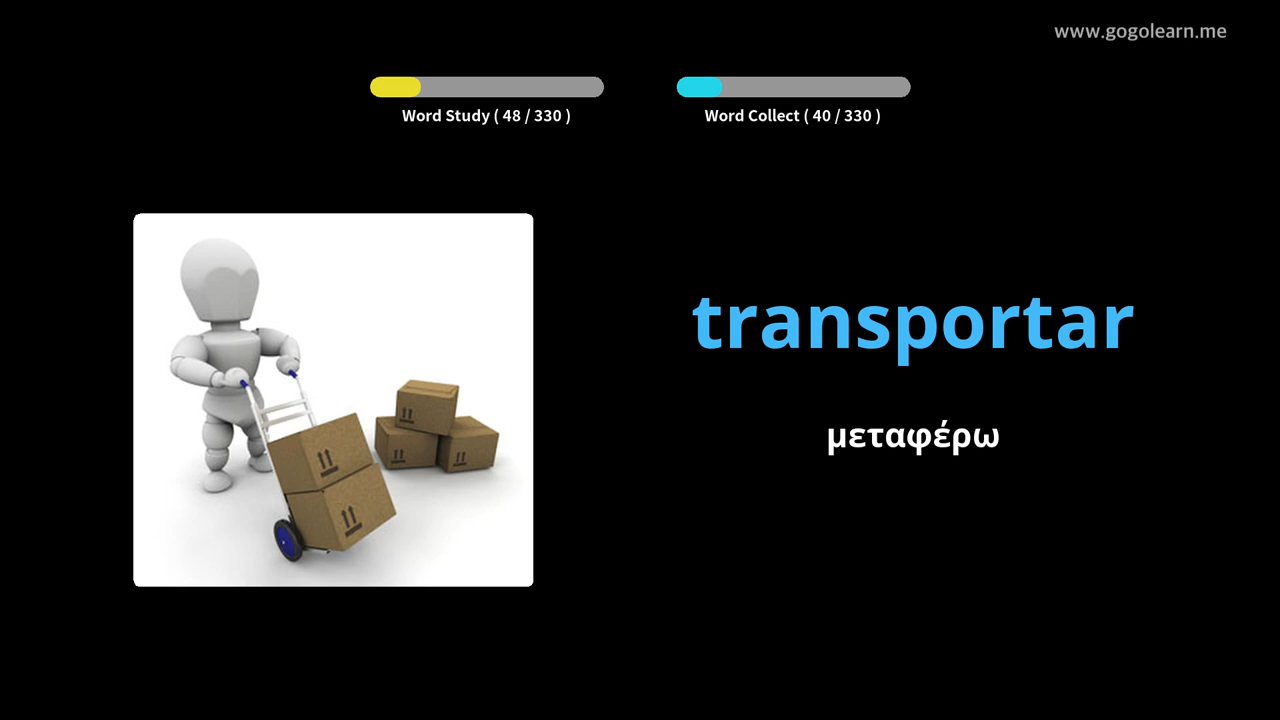 www.gogolearn.me
Word Study ( 48 / 330 )
Word Collect ( 40 / 330 )
transportar
μεταφέρω